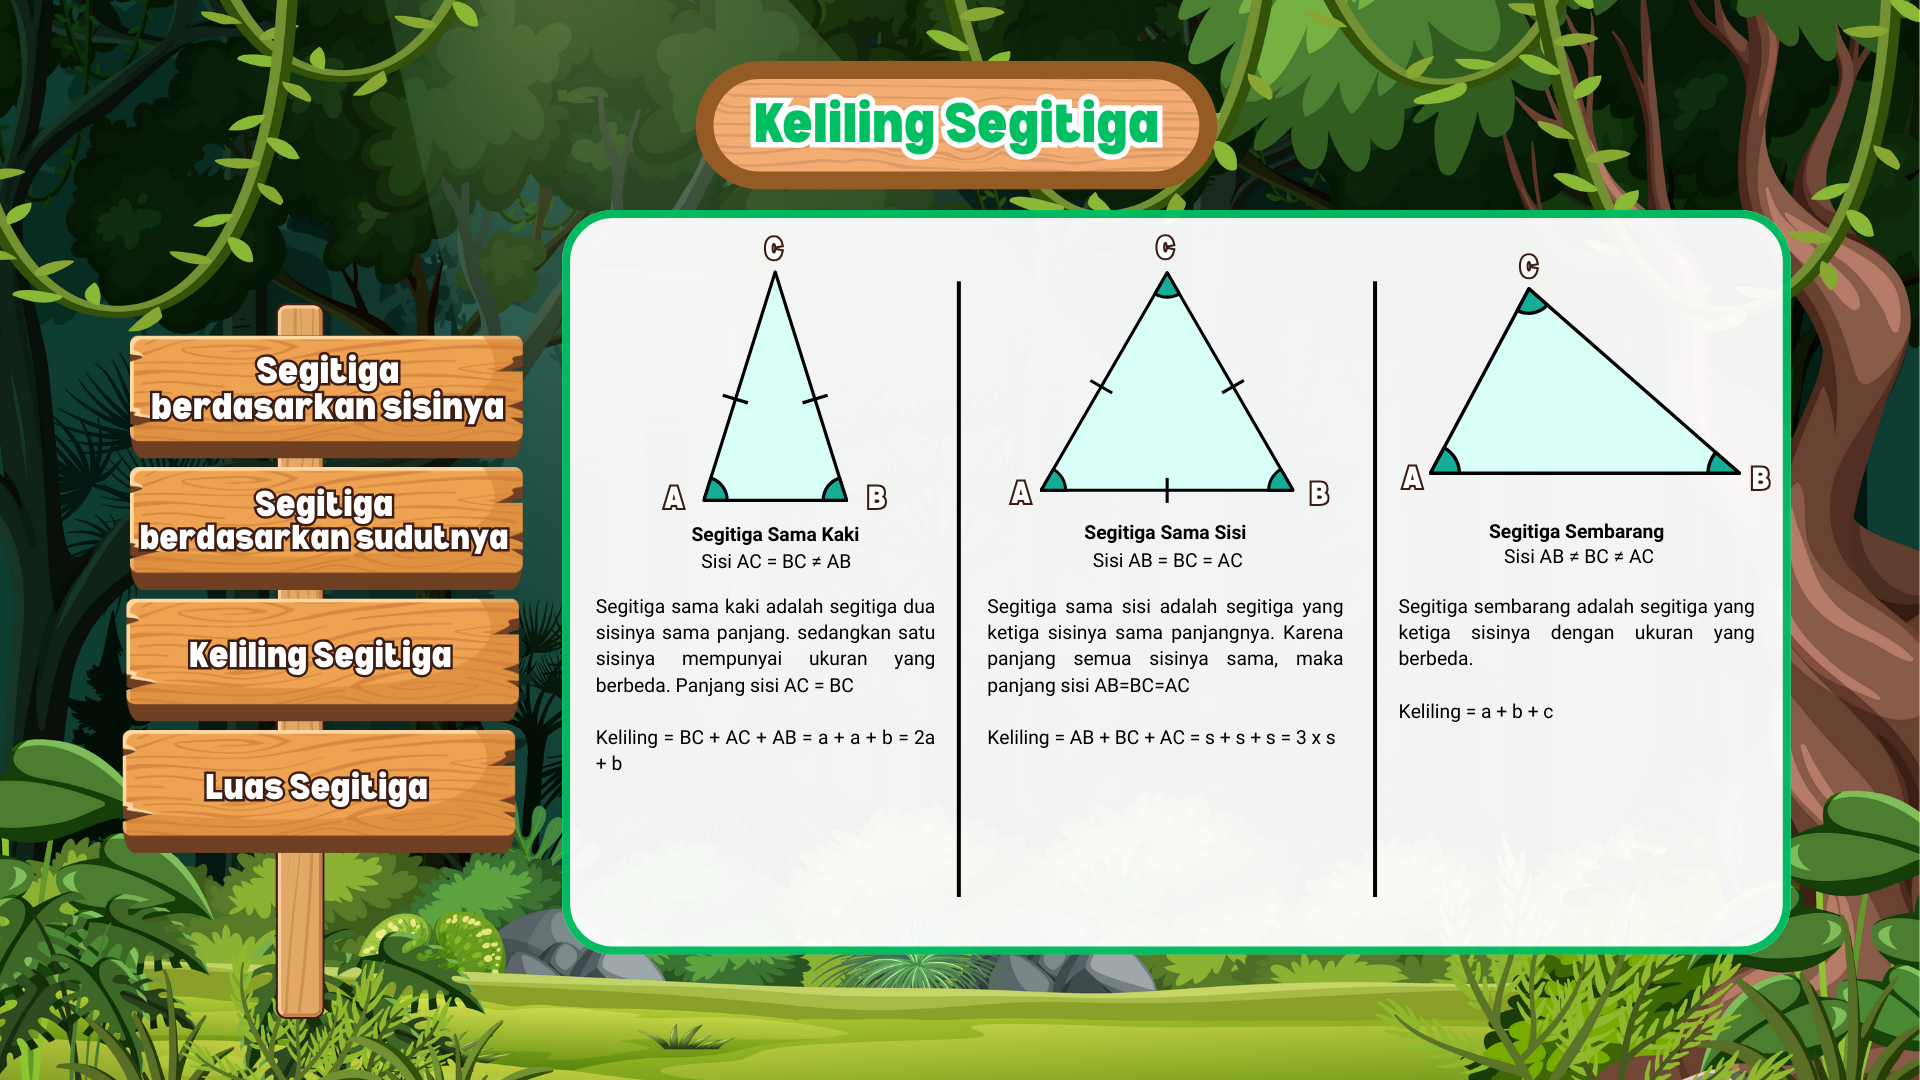 Keliling Segitiga
Segitiga
berdasarkan sisinya
Segitiga
berdasarkan sudutnya
Keliling Segitiga
Luas Segitiga
C
A
B
Segitiga Sama Kaki
Sisi AC = BC ≠ AB
Segitiga sama kaki adalah segitiga dua
sisinya sama panjang. sedangkan satu
sisinya mempunyai ukuran yang
berbeda. Panjang sisi AC = BC
Keliling = BC + AC + AB = a + a + b = 2a
+ b
C
A
B
Segitiga Sama Sisi
Sisi AB = BC = AC
Segitiga sama sisi adalah segitiga yang
ketiga sisinya sama panjangnya. Karena
panjang semua sisinya sama, maka
panjang sisi AB=BC=AC
Keliling = AB + BC + AC = s + s + s = 3 x s
C
A
B
Segitiga Sembarang
Sisi AB ≠ BC ≠ AC
Segitiga sembarang adalah segitiga yang
ketiga sisinya dengan ukuran yang
berbeda.
Keliling = a + b + c